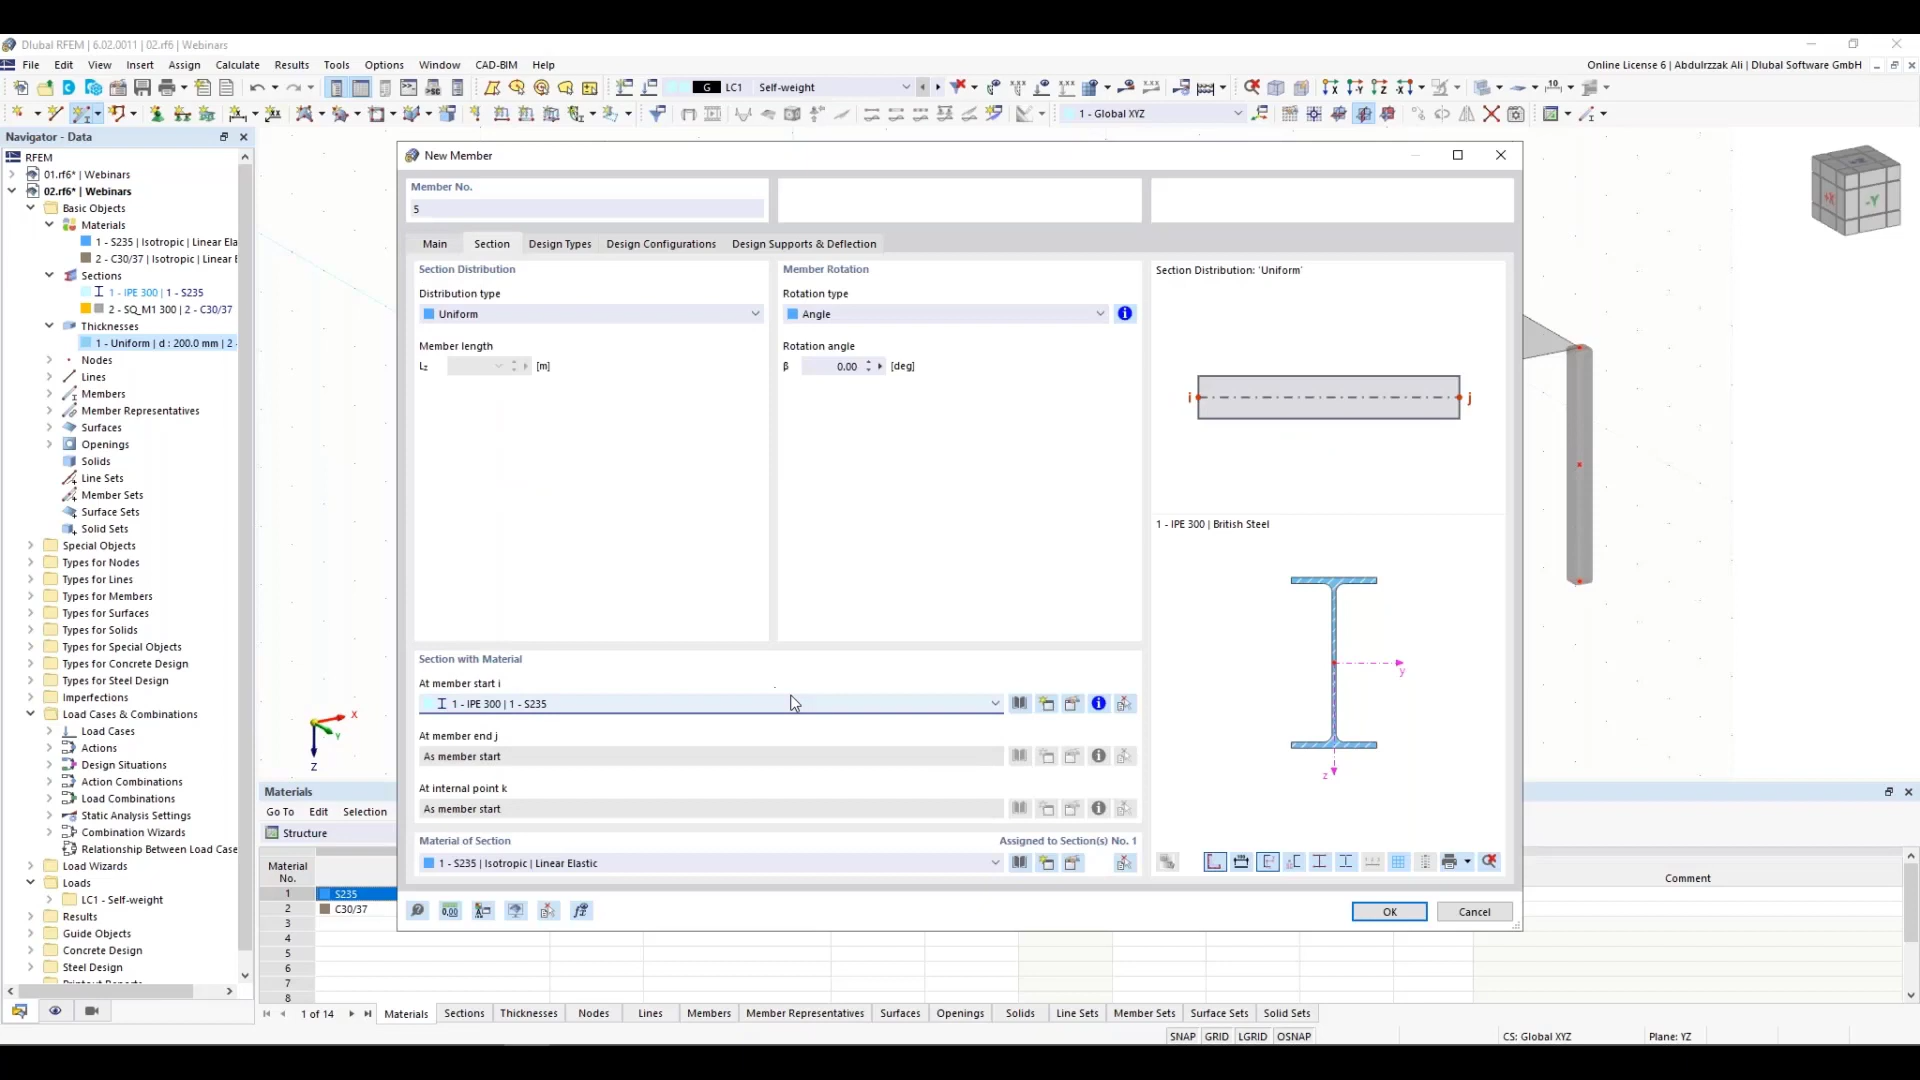 Dlubal RFEM | 6.02.0011 | 02.rf6* | Webinars
File Edit View Insert Assign Calculate Results Tools Options Window CAD-BIM Help
Online License 6 | Abdulrzzak Ali | Dlubal Software GmbH
G LC1 Self-weight
1 - Global XYZ
Navigator - Data
RFEM
01.rf6* | Webinars
02.rf6* | Webinars
Basic Objects
Materials
1 - S235 | Isotropic | Linear Ela
2 - C30/37 | Isotropic | Linear E
Sections
1 - IPE 300 | 1 - S235
2 - SQ_M1 300 | 2 - C30/37
Thicknesses
1 - Uniform | d : 200.0 mm | 2 -
Nodes
Lines
Members
Member Representatives
Surfaces
Openings
Solids
Line Sets
Member Sets
Surface Sets
Solid Sets
Special Objects
Types for Nodes
Types for Lines
Types for Members
Types for Surfaces
Types for Solids
Types for Special Objects
Types for Concrete Design
Types for Steel Design
Imperfections
Load Cases & Combinations
Load Cases
Actions
Design Situations
Action Combinations
Load Combinations
Static Analysis Settings
Combination Wizards
Relationship Between Load Case
Load Wizards
Loads
LC1 - Self-weight
Results
Guide Objects
Concrete Design
Steel Design
New Member
Member No.
5
Main Section Design Types Design Configurations Design Supports & Deflection
Section Distribution
Distribution type
Uniform
Member length
Lz [m]
Member Rotation
Rotation type
Angle
Rotation angle
β 0.00 [deg]
Section with Material
At member start i
1 - IPE 300 | 1 - S235
At member end j
As member start
At internal point k
As member start
Material of Section Assigned to Section(s) No. 1
1 - S235 | Isotropic | Linear Elastic
Section Distribution: 'Uniform'
i j
1 - IPE 300 | British Steel
y
z
OK Cancel
+X -Y
X
Y
Z
Materials
Go To Edit Selection
Structure
Material
No.
Comment
1 S235
2 C30/37
3
4
5
6
7
8
1 of 14 Materials Sections Thicknesses Nodes Lines Members Member Representatives Surfaces Openings Solids Line Sets Member Sets Surface Sets Solid Sets
SNAP GRID LGRID OSNAP CS: Global XYZ Plane: YZ